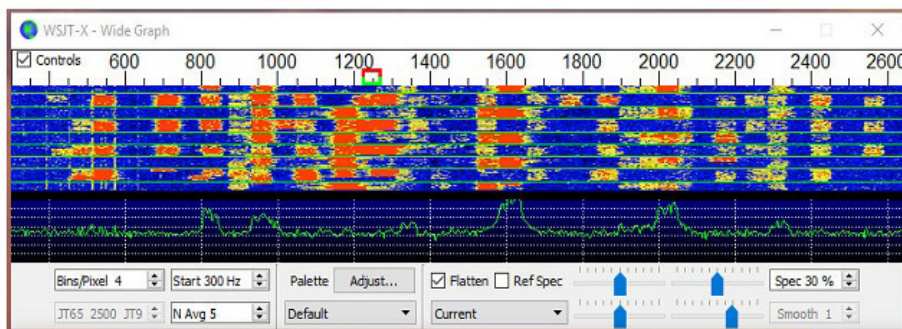 WSJT-X - Wide Graph
Controls 600 800 1000 1200 1400 1600 1800 2000 2200 2400 2600
Bins/Pixel 4 Start 300 Hz Palette Adjust... Flatten Ref Spec Spec 30 %
JT65 2500 JT9 N Avg 5 Default Current Smooth 1